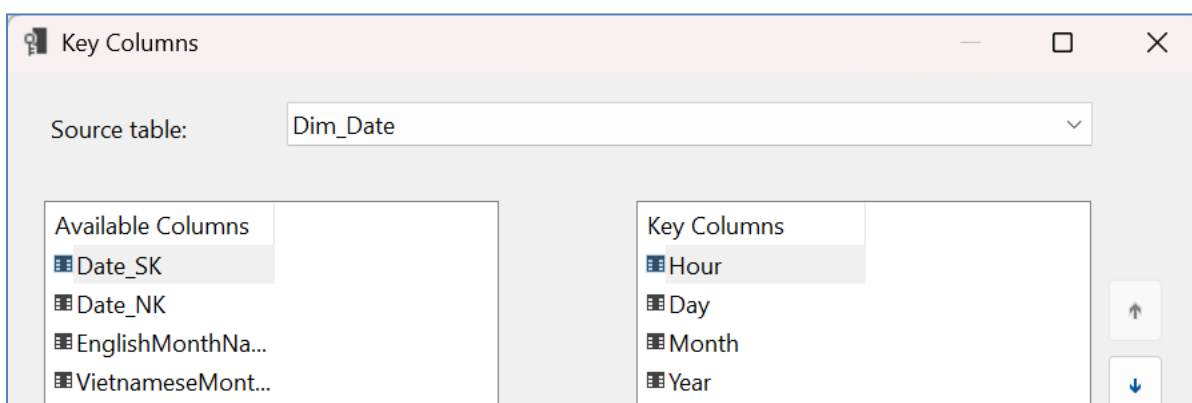 Key Columns
Source table: Dim_Date
Available Columns
Date_SK
Date_NK
EnglishMonthNa...
VietnameseMont...
Key Columns
Hour
Day
Month
Year